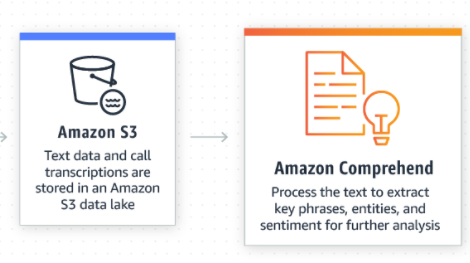 Amazon S3
Text data and call
transcriptions are
stored in an Amazon
S3 data lake
Amazon Comprehend
Process the text to extract
key phrases, entities, and
sentiment for further analysis